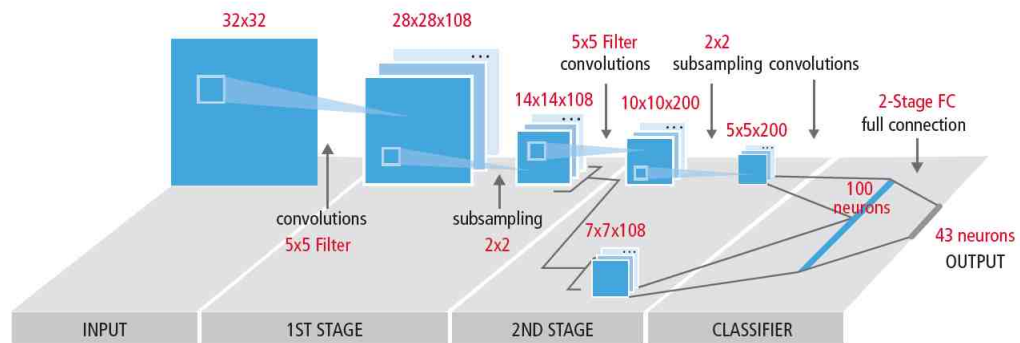 32x32
28x28x108
5x5 Filter
convolutions
2x2
subsampling
convolutions
14x14x108
10x10x200
5x5x200
2-Stage FC
full connection
convolutions
5x5 Filter
subsampling
2x2
7x7x108
100
neurons
43 neurons
OUTPUT
INPUT
1ST STAGE
2ND STAGE
CLASSIFIER